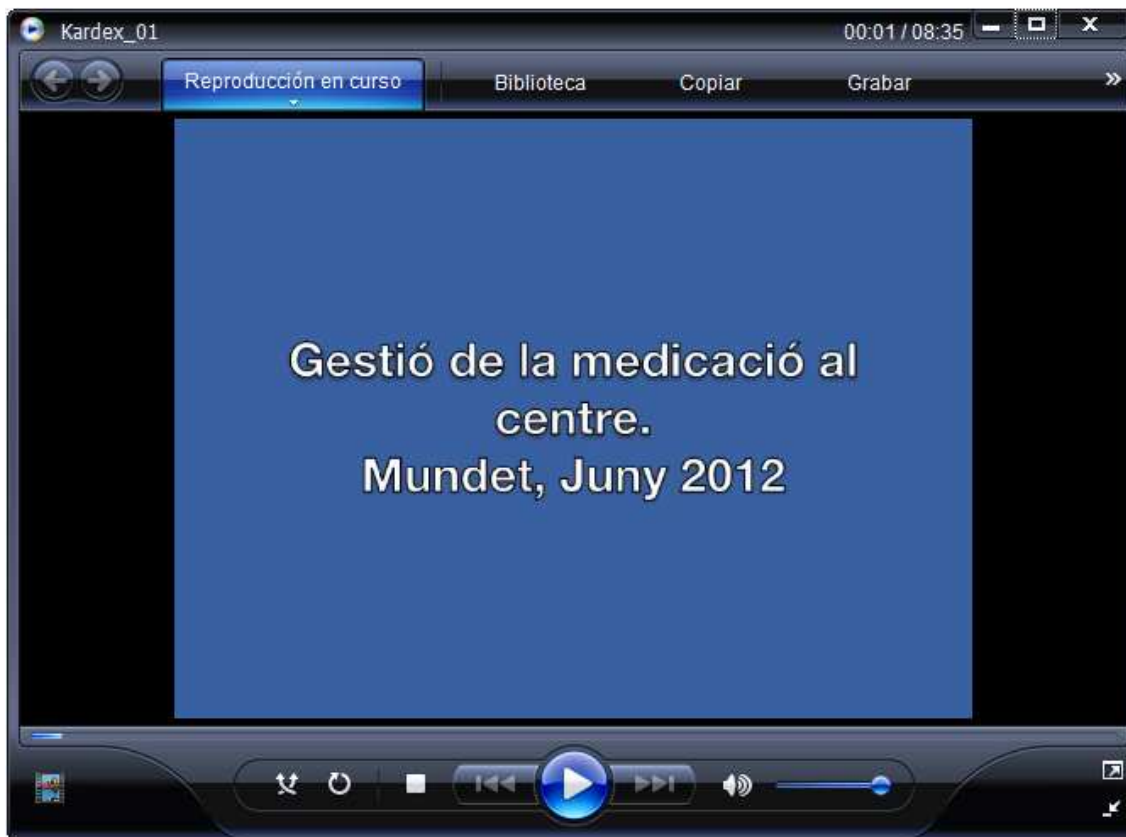 Kardex_01
00:01 / 08:35
Reproducción en curso
Biblioteca
Copiar
Grabar
Gestió de la medicació al
centre.
Mundet, Juny 2012